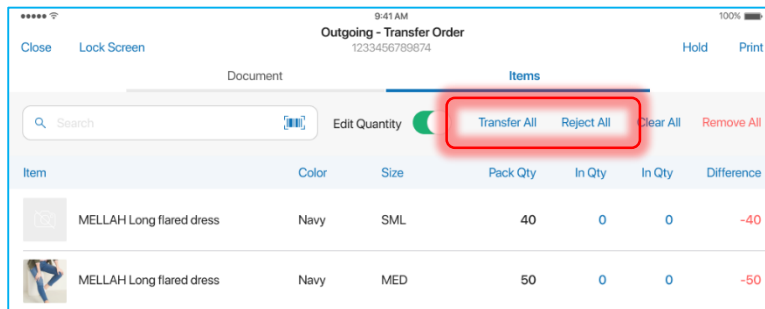 9:41 AM
100%
Outgoing - Transfer Order
Close Lock Screen 1233456789874 Hold Print
Document Items
Search Edit Quantity Transfer All Reject All Clear All Remove All
Item Color Size Pack Qty In Qty In Qty Difference
MELLAH Long flared dress Navy SML 40 0 0 -40
MELLAH Long flared dress Navy MED 50 0 0 -50